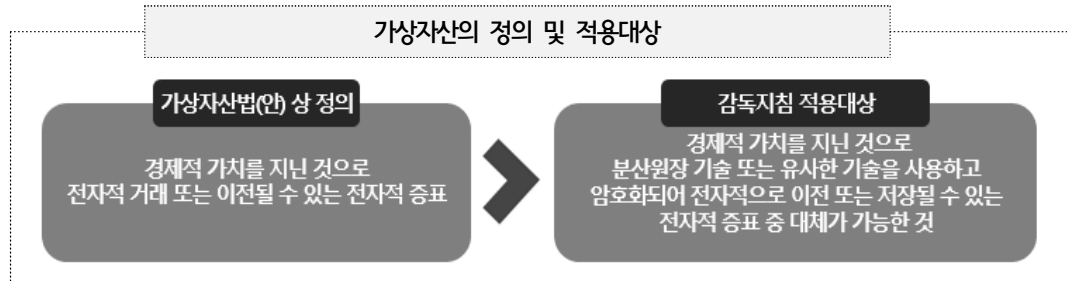 가상자산의 정의 및 적용대상
가상자산법(안) 상 정의
경제적 가치를 지닌 것으로
전자적 거래 또는 이전될 수 있는 전자적 증표
감독지침 적용대상
경제적 가치를 지닌 것으로
분산원장 기술 또는 유사한 기술을 사용하고
암호화되어 전자적으로 이전 또는 저장될 수 있는
전자적 증표 중 대체가 가능한 것